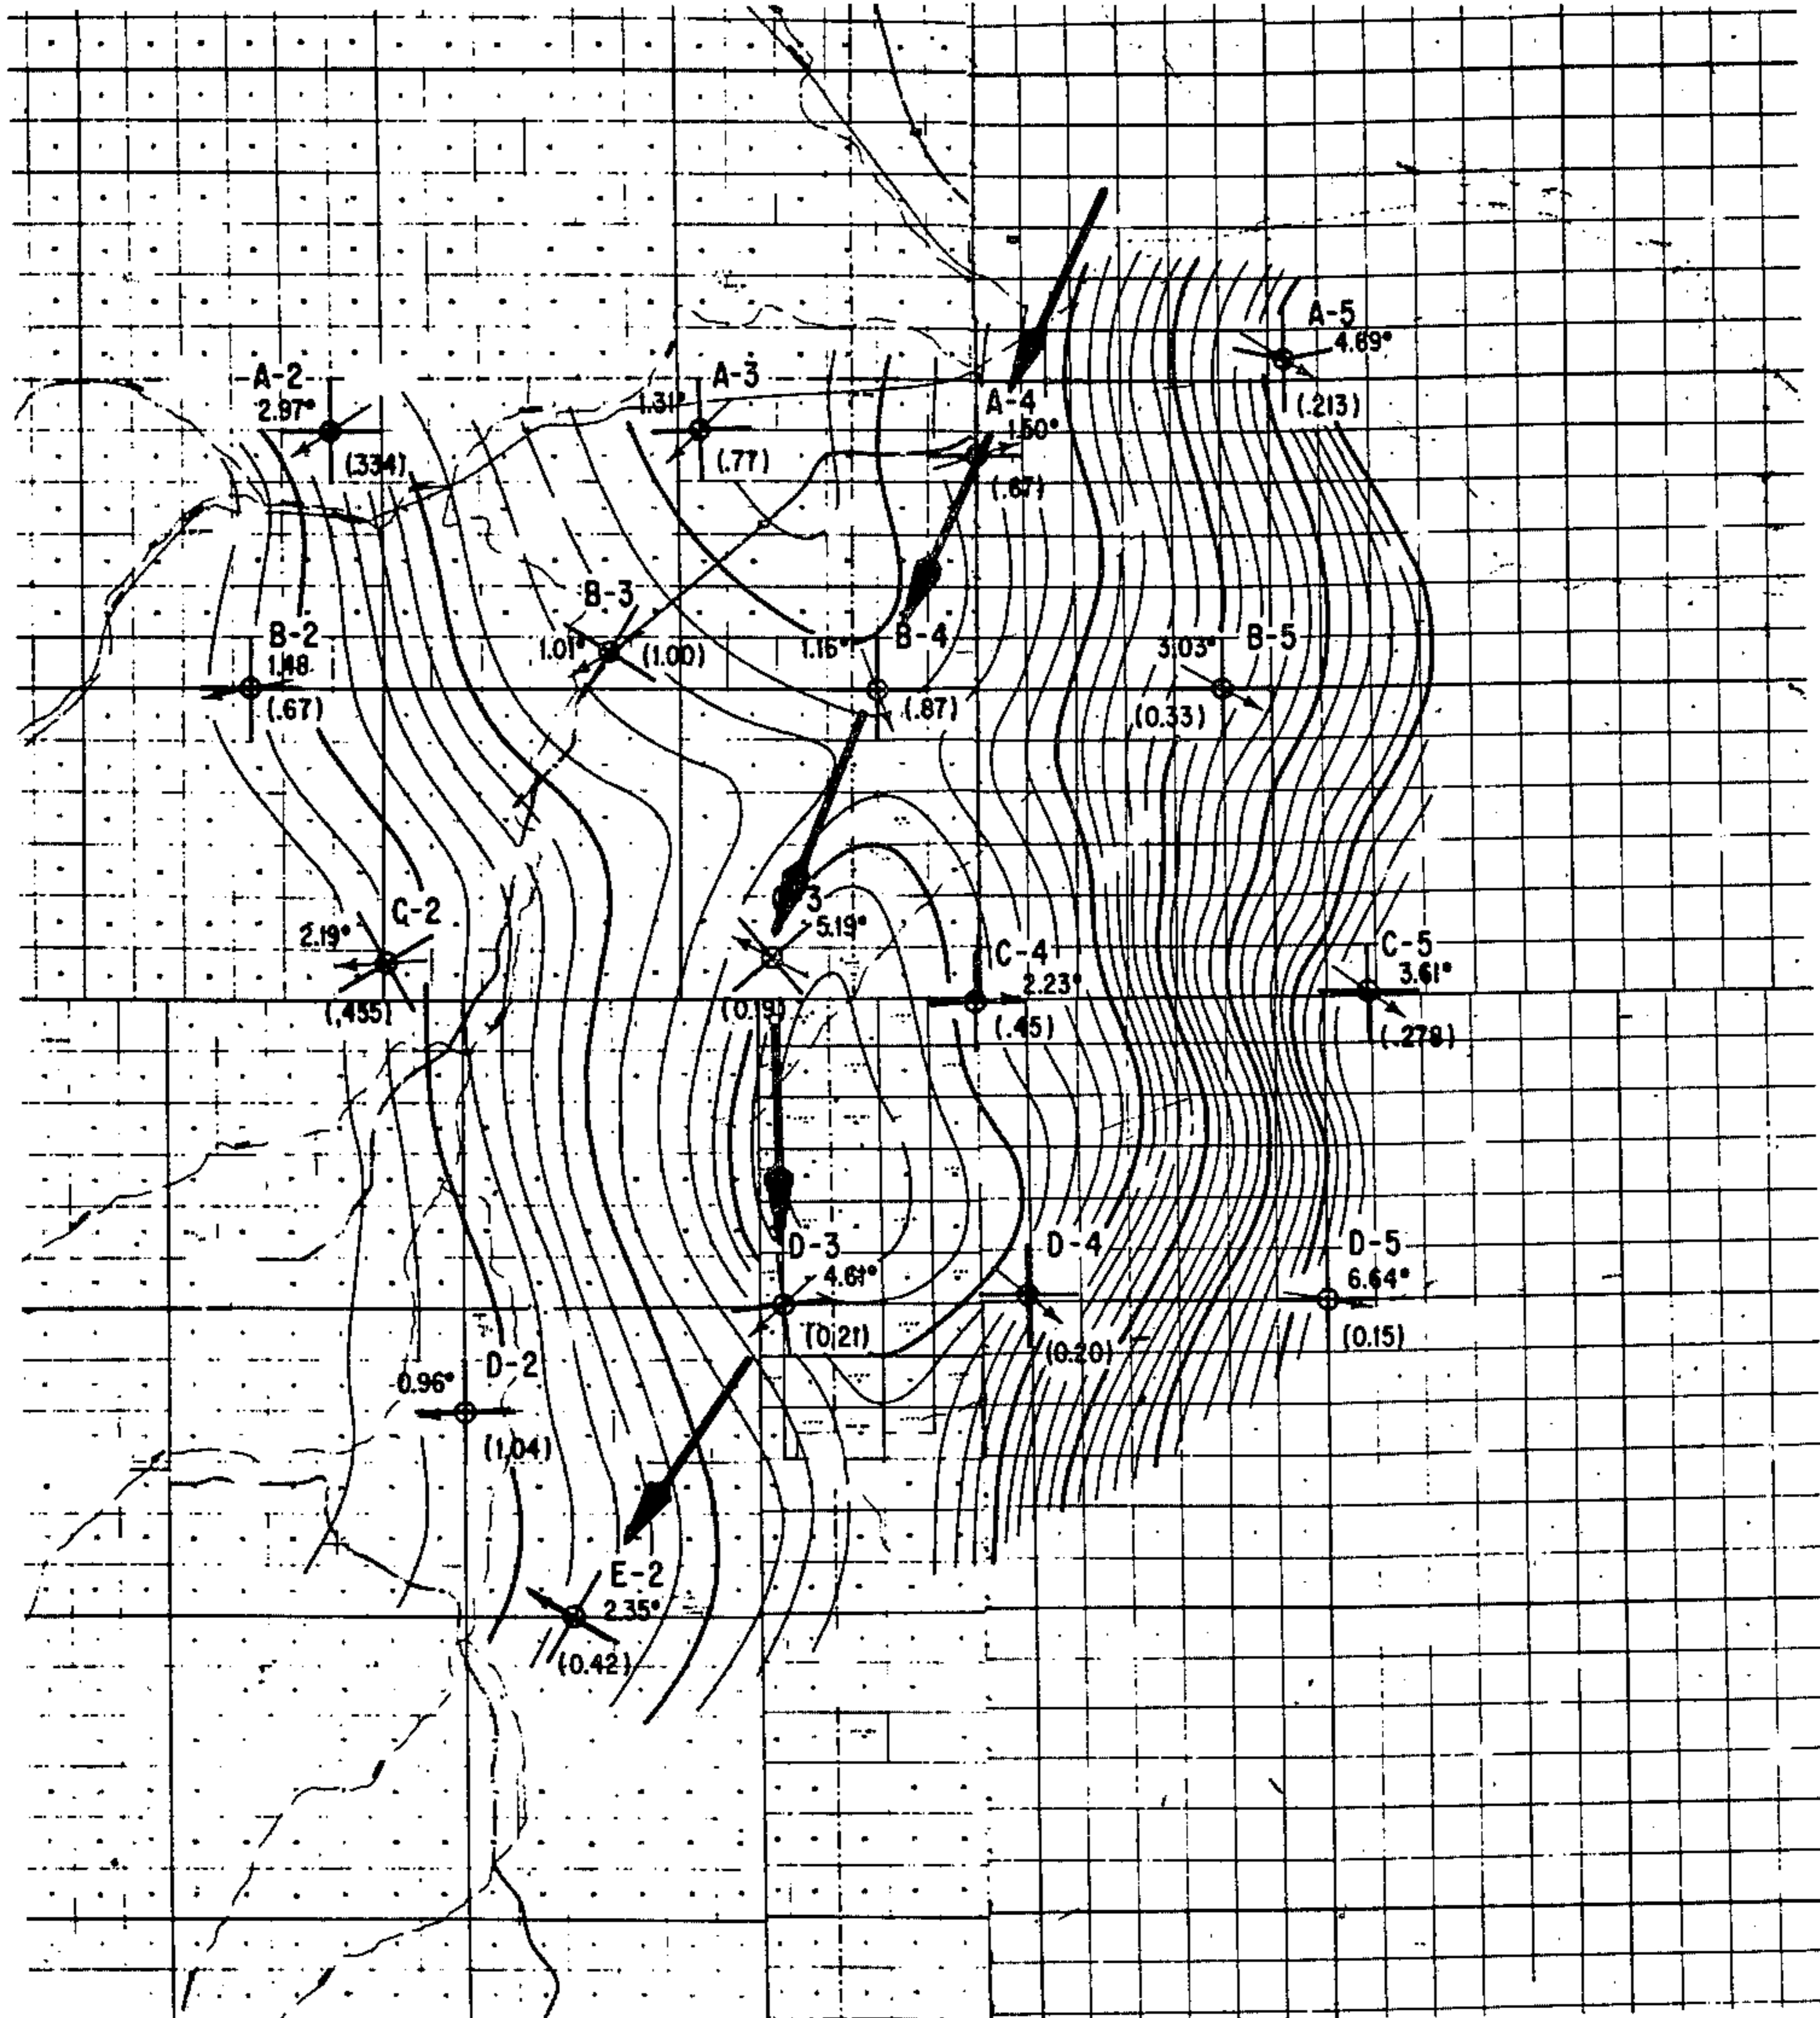 A-5
4.69°
(.213)
A-2
2.97°
(.334)
A-3
1.31°
(.77)
A-4
1.50°
(.67)
B-2
1.48
(.67)
B-3
1.01°
(1.00)
B-4
1.16°
(.87)
B-5
3.03°
(0.33)
C-2
2.19°
(.455)
5.19°
(0.19)
C-4
2.23°
(.45)
C-5
3.61°
(.278)
D-3
4.61°
(0.21)
D-4
(0.20)
D-5
6.64°
(0.15)
D-2
0.96°
(1.04)
E-2
2.35°
(0.42)